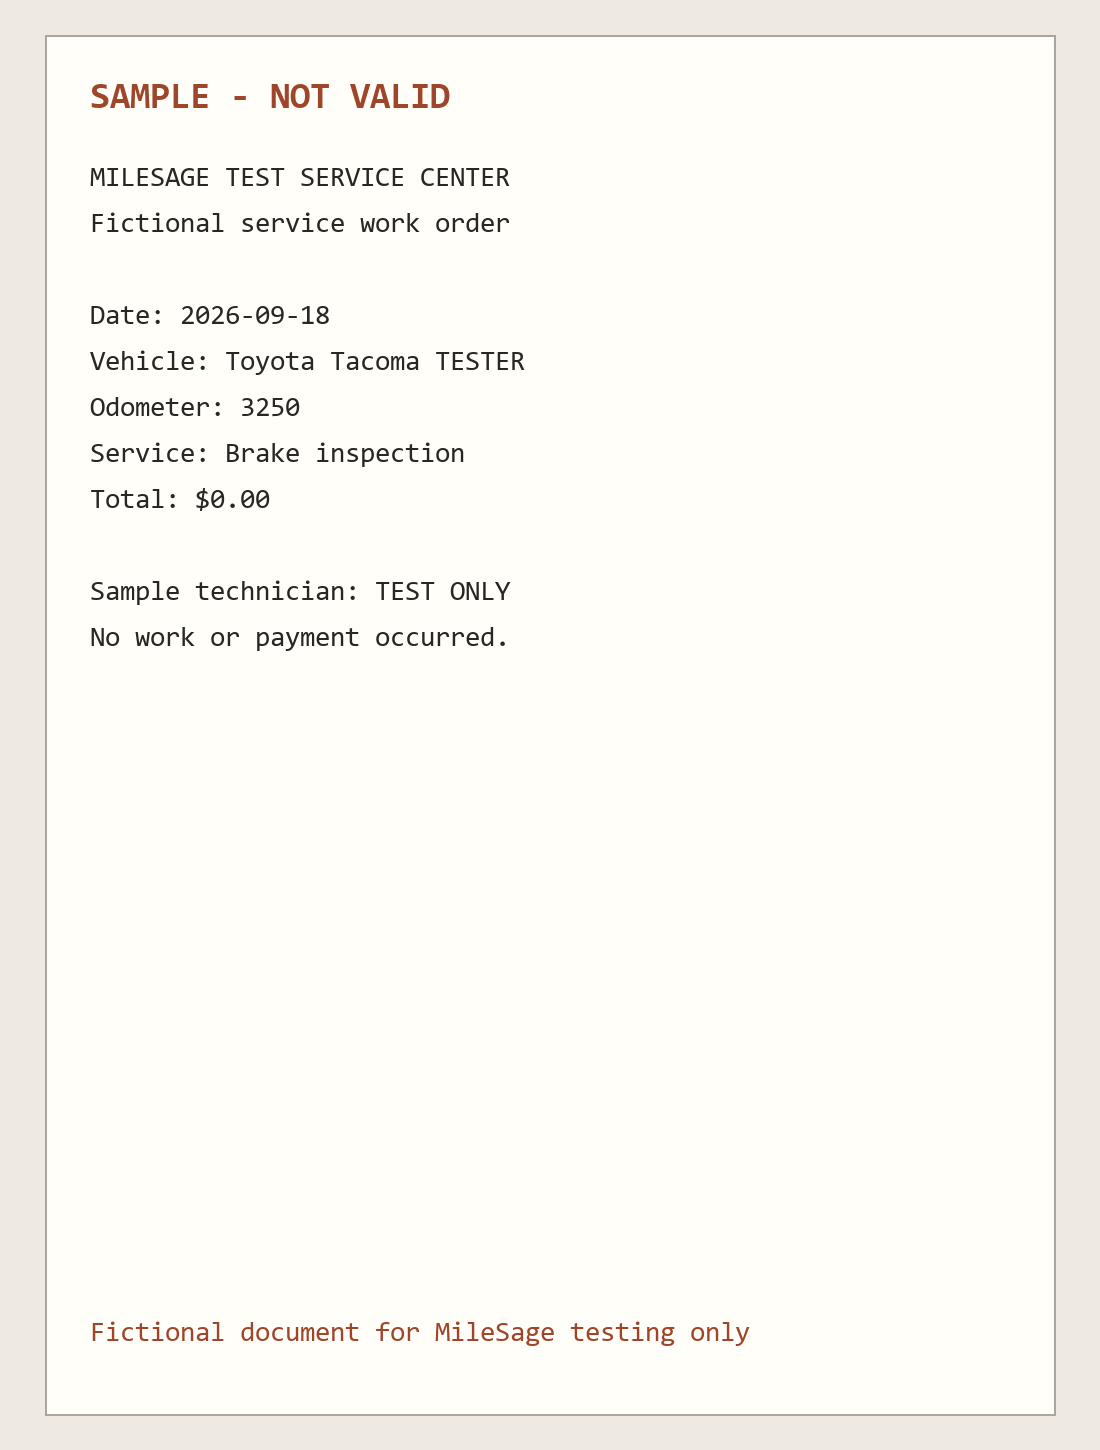 SAMPLE - NOT VALID
MILESAGE TEST SERVICE CENTER
Fictional service work order
Date: 2026-09-18
Vehicle: Toyota Tacoma TESTER
Odometer: 3250
Service: Brake inspection
Total: $0.00
Sample technician: TEST ONLY
No work or payment occurred.
Fictional document for MileSage testing only